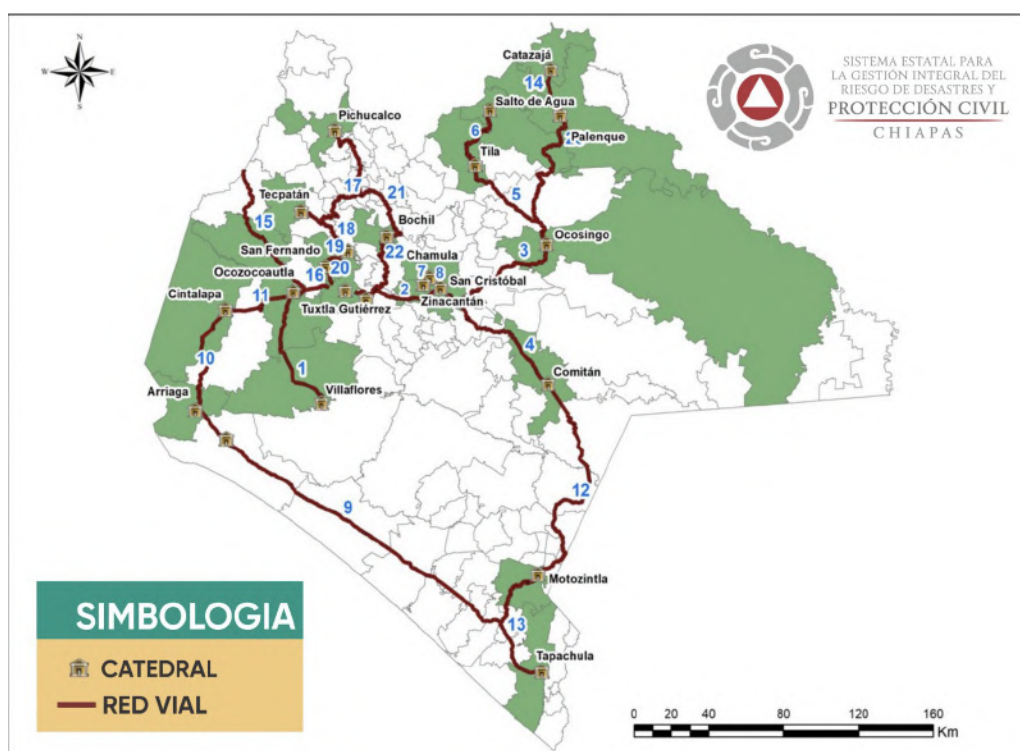 N
W
E
S
SISTEMA ESTATAL PARA
LA GESTIÓN INTEGRAL DEL
RIESGO DE DESASTRES Y
PROTECCIÓN CIVIL
CHIAPAS
Catazajá
14
Salto de Agua
Pichucalco
6
Palenque
Tila
17
21
5
Tecpatán
15
18
Bochil
Ocosingo
San Fernando
19
22
Chamula
3
Ocozocoautla
16
20
7
8
San Cristóbal
Cintalapa
11
2
Zinacantán
Tuxtla Gutiérrez
4
10
1
Comitán
Arriaga
Villaflores
12
9
Motozintla
13
Tapachula
SIMBOLOGIA
CATEDRAL
RED VIAL
0 20 40 80 120 160
Km